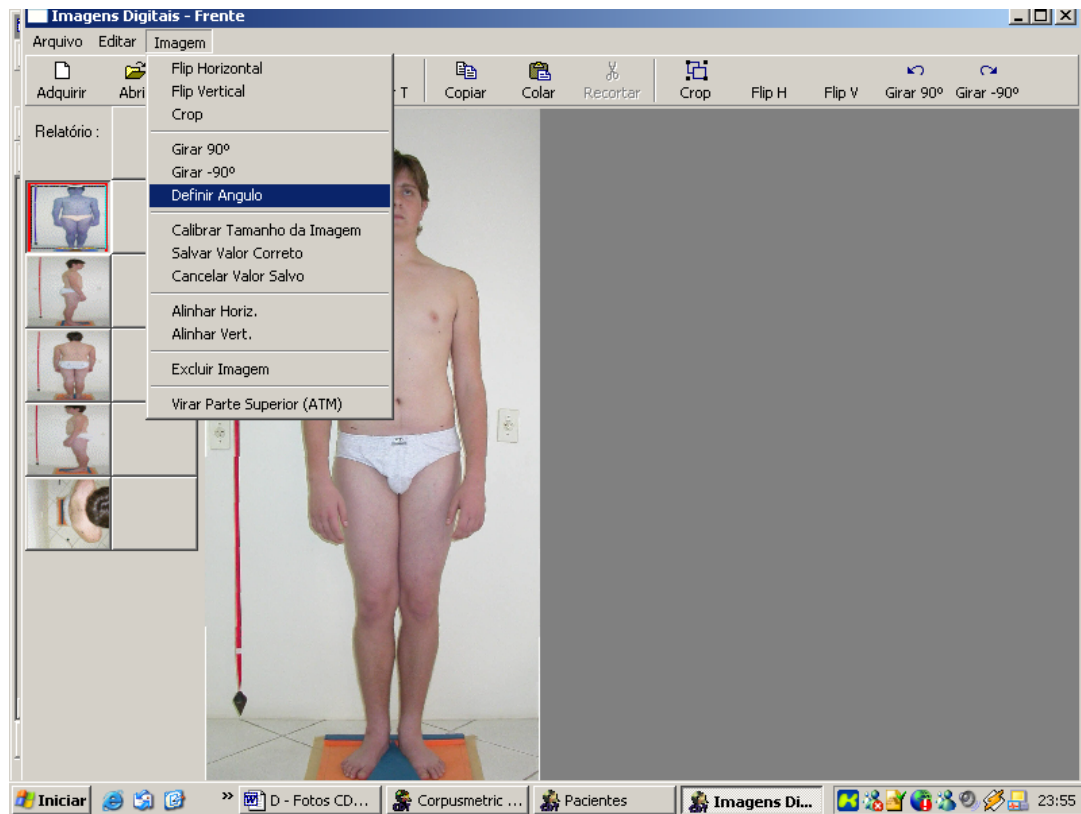 Imagens Digitais - Frente
Arquivo Editar Imagem
Adquirir Abri T Copiar Colar Recortar Crop Flip H Flip V Girar 90º Girar -90º
Relatório :
Flip Horizontal
Flip Vertical
Crop
Girar 90º
Girar -90º
Definir Angulo
Calibrar Tamanho da Imagem
Salvar Valor Correto
Cancelar Valor Salvo
Alinhar Horiz.
Alinhar Vert.
Excluir Imagem
Virar Parte Superior (ATM)
Iniciar » D - Fotos CD... Corpusmetric ... Pacientes Imagens Di... 23:55